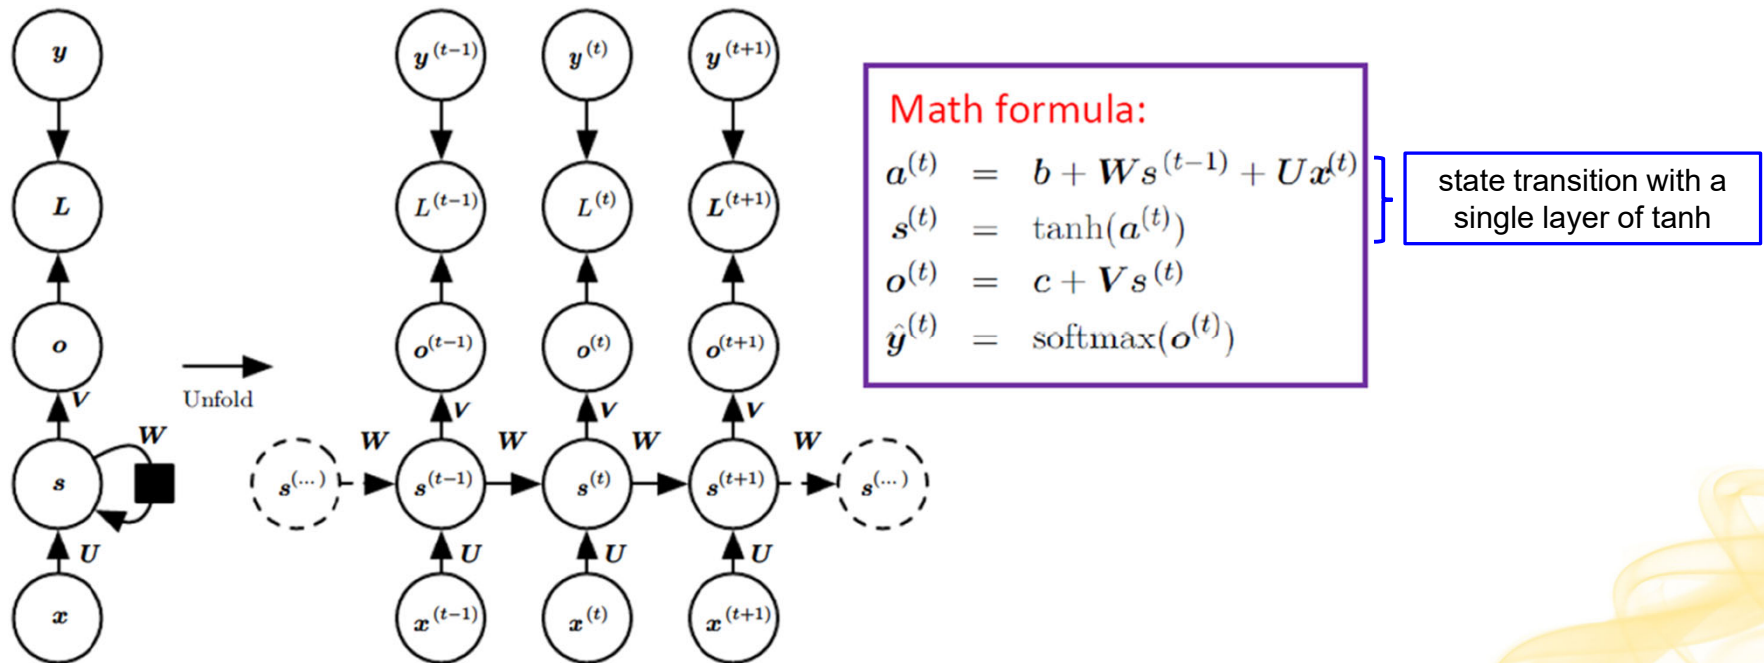 y y^(t−1) y^(t) y^(t+1)
L L^(t−1) L^(t) L^(t+1)
o o^(t−1) o^(t) o^(t+1)
Unfold
V V V V
W W W W W
s s^(...) s^(t−1) s^(t) s^(t+1) s^(...)
U U U U
x x^(t−1) x^(t) x^(t+1)
Math formula:
a^(t) = b + Ws^(t−1) + Ux^(t)
s^(t) = tanh(a^(t))
o^(t) = c + Vs^(t)
ŷ^(t) = softmax(o^(t))
state transition with a
single layer of tanh